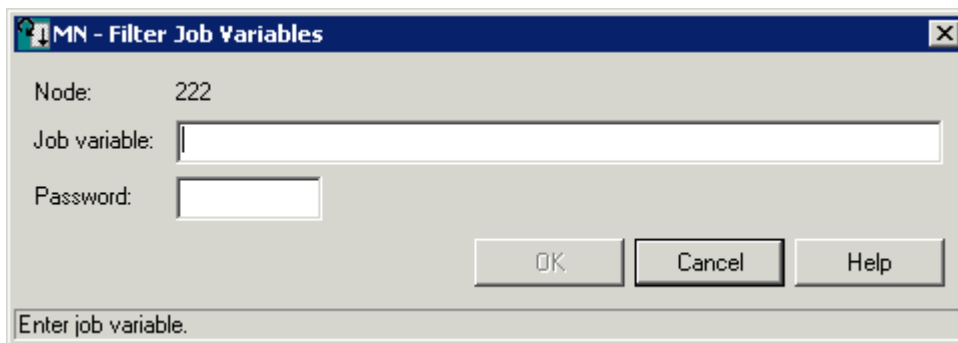 MN - Filter Job Variables
Node: 222
Job variable:
Password:
OK Cancel Help
Enter job variable.